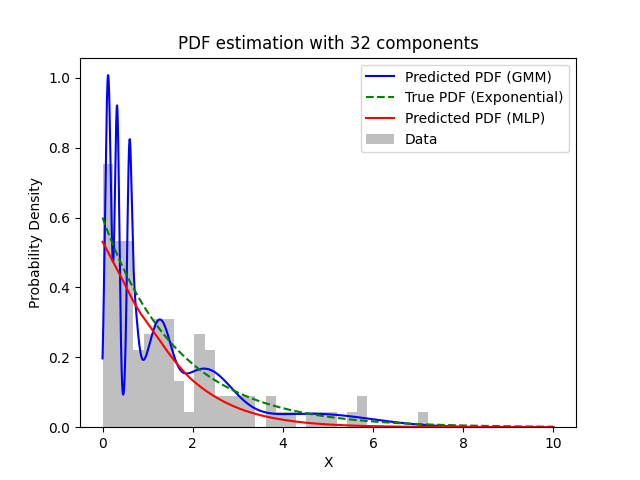 PDF estimation with 32 components
Predicted PDF (GMM)
True PDF (Exponential)
Predicted PDF (MLP)
Data
Probability Density
1.0
0.8
0.6
0.4
0.2
0.0
0
2
4
6
8
10
X